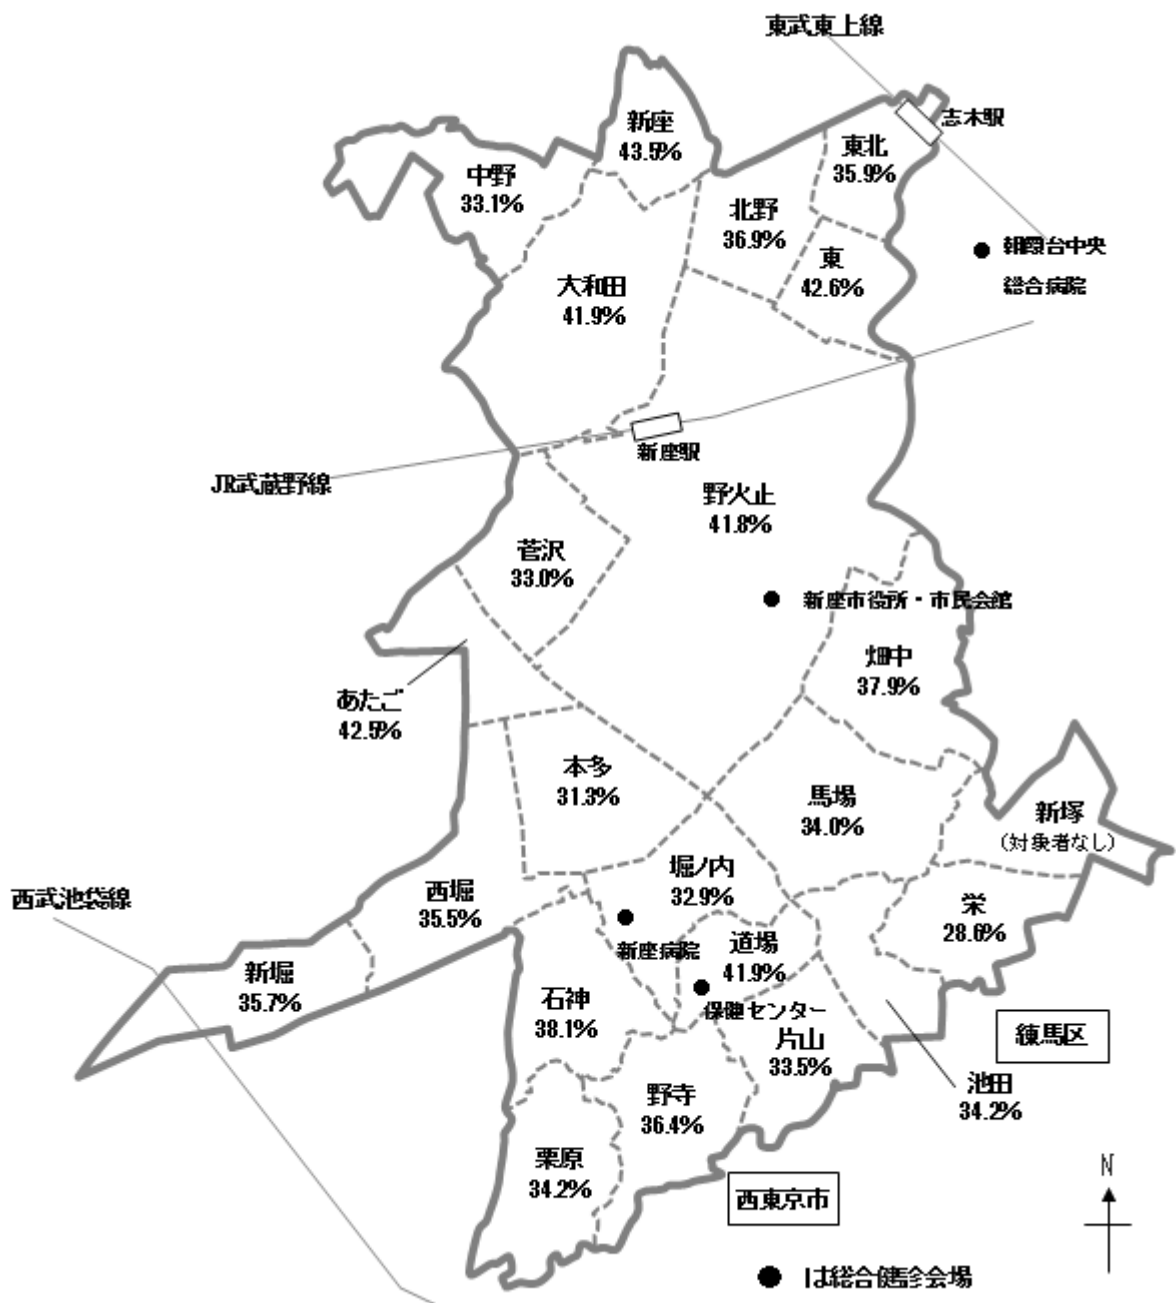 東武東上線
志木駅
新座
43.5%
東北
35.9%
中野
33.1%
北野
36.9%
東
42.6%
朝霞台中央
総合病院
大和田
41.9%
新座駅
JR武蔵野線
野火止
41.8%
菅沢
33.0%
新座市役所・市民会館
畑中
37.9%
あたご
42.5%
本多
31.3%
馬場
34.0%
新塚
(対象者なし)
堀ノ内
32.9%
西堀
35.5%
西武池袋線
栄
28.6%
新座病院
道場
41.9%
新堀
35.7%
石神
38.1%
保健センター
片山
33.5%
練馬区
池田
34.2%
野寺
36.4%
栗原
34.2%
西東京市
N
● は総合健診会場